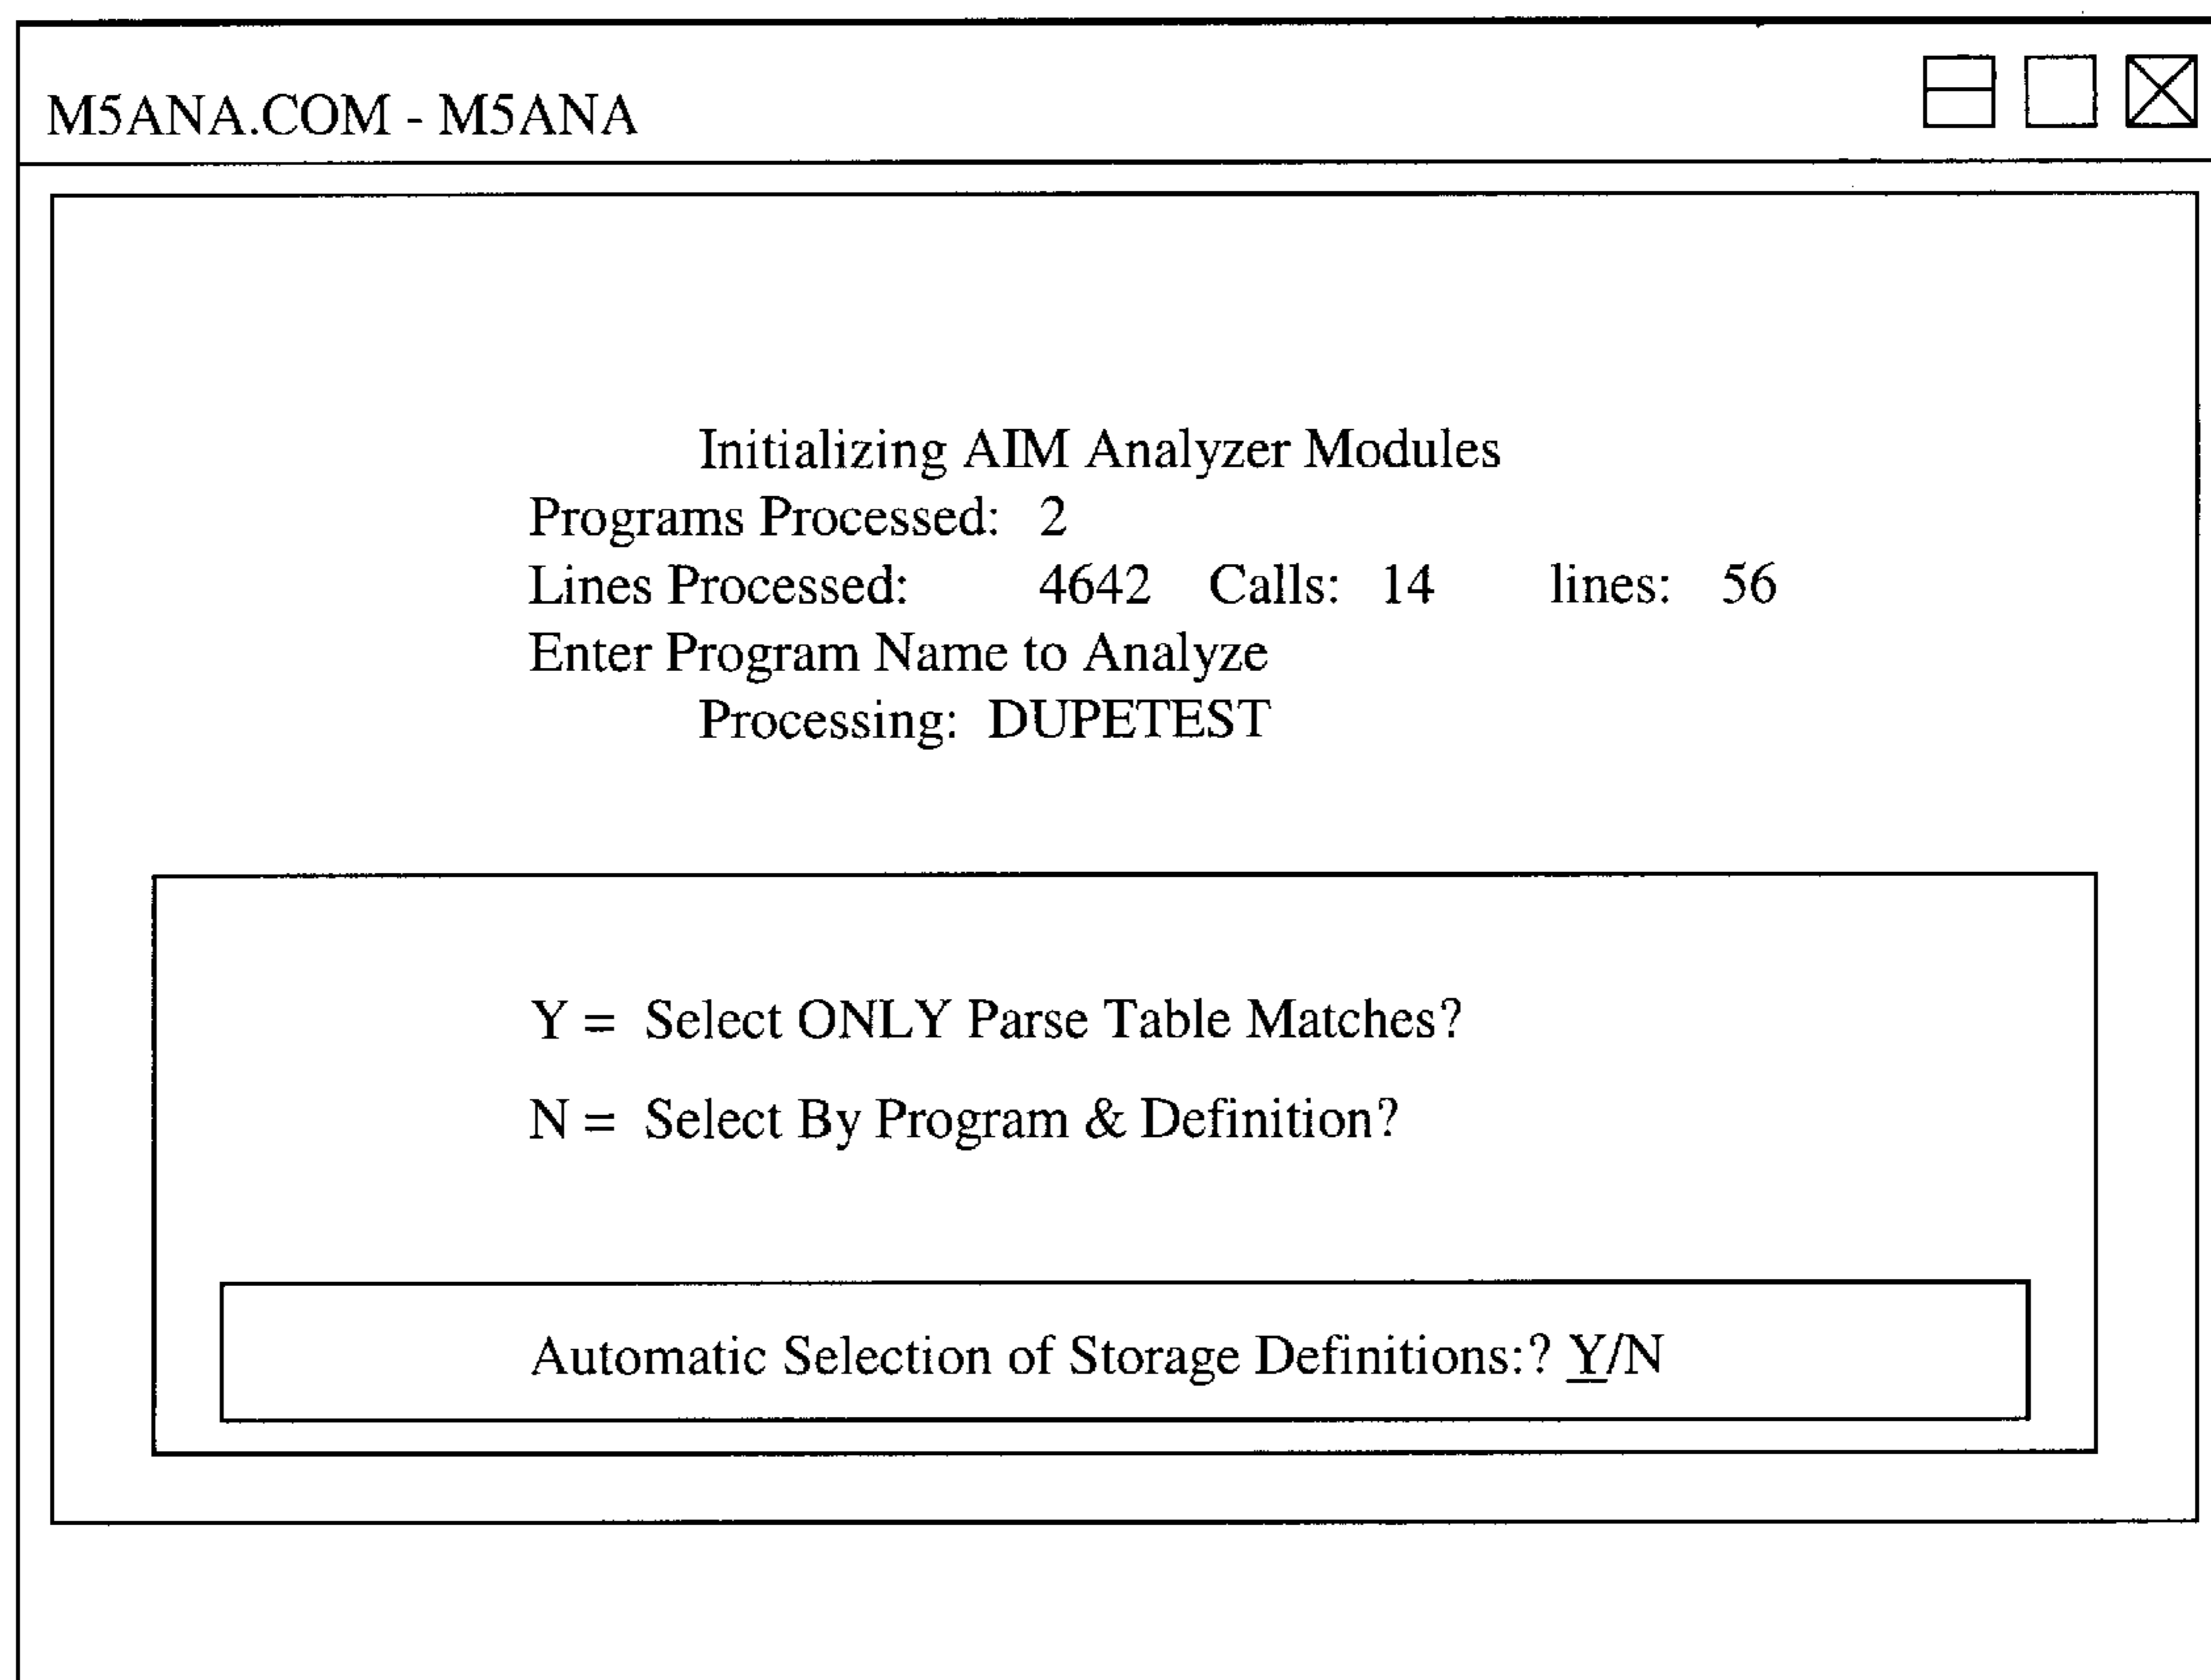 M5ANA.COM - M5ANA
Initializing AIM Analyzer Modules
Programs Processed: 2
Lines Processed: 4642 Calls: 14 lines: 56
Enter Program Name to Analyze
Processing: DUPETEST
Y = Select ONLY Parse Table Matches?
N = Select By Program & Definition?
Automatic Selection of Storage Definitions:? Y/N